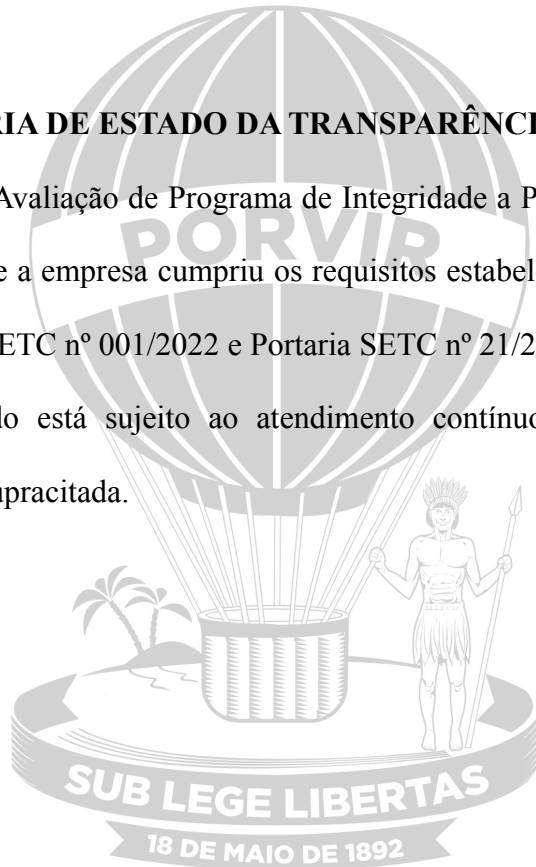 RIA DE ESTADO DA TRANSPARÊNCI
Avaliação de Programa de Integridade a P
e a empresa cumpriu os requisitos estabel
ETC nº 001/2022 e Portaria SETC nº 21/2
lo está sujeito ao atendimento contínuo
upracitada.
PORVIR
SUB LEGE LIBERTAS
18 DE MAIO DE 1892